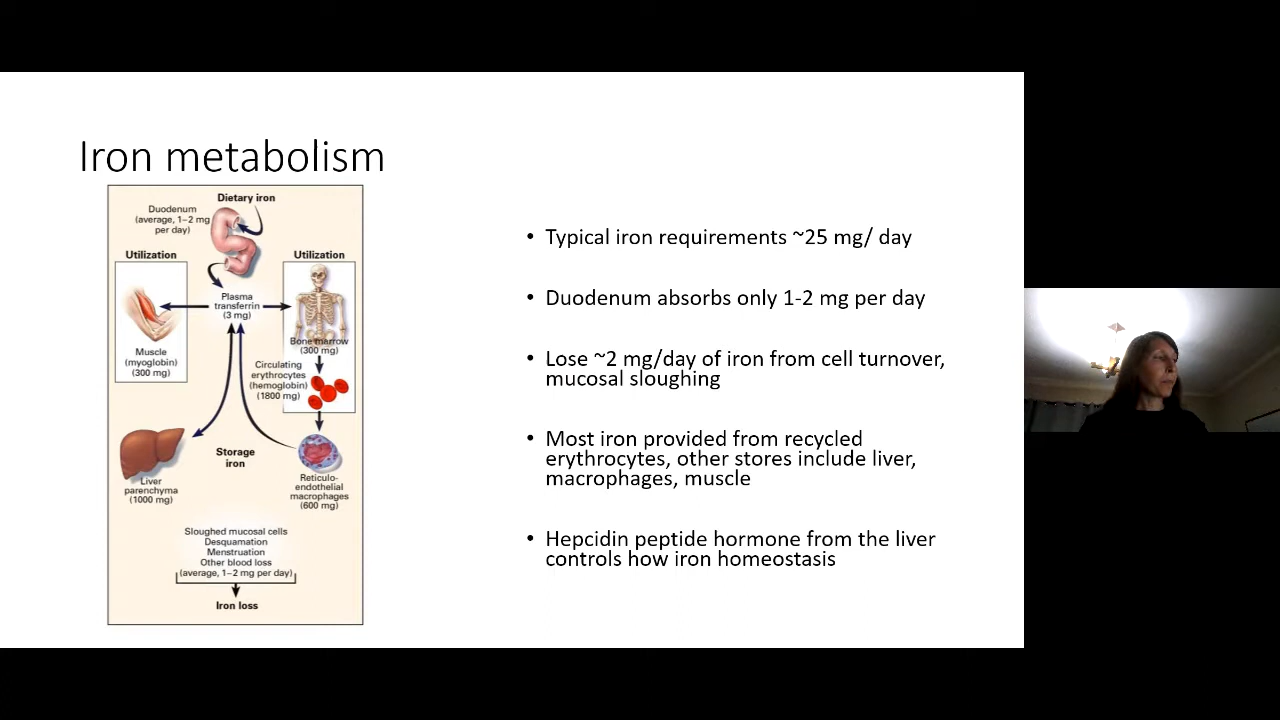 Iron metabolism
Dietary iron
Duodenum
(average, 1–2 mg
per day)
Utilization
Utilization
Plasma
transferrin
(3 mg)
Muscle
(myoglobin)
(300 mg)
Bone marrow
(300 mg)
Circulating
erythrocytes
(hemoglobin)
(1800 mg)
Storage
iron
Liver
parenchyma
(1000 mg)
Reticulo-
endothelial
macrophages
(600 mg)
Sloughed mucosal cells
Desquamation
Menstruation
Other blood loss
(average, 1–2 mg per day)
Iron loss
• Typical iron requirements ~25 mg/ day
• Duodenum absorbs only 1-2 mg per day
• Lose ~2 mg/day of iron from cell turnover,
mucosal sloughing
• Most iron provided from recycled
erythrocytes, other stores include liver,
macrophages, muscle
• Hepcidin peptide hormone from the liver
controls how iron homeostasis